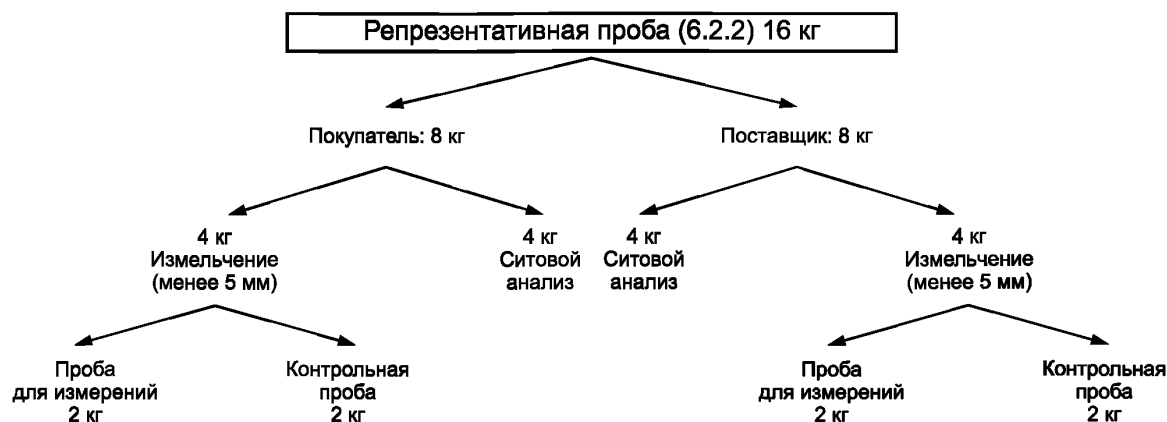 Репрезентативная проба (6.2.2) 16 кг
Покупатель: 8 кг
Поставщик: 8 кг
4 кг
Измельчение
(менее 5 мм)
4 кг
Ситовой
анализ
4 кг
Ситовой
анализ
4 кг
Измельчение
(менее 5 мм)
Проба
для измерений
2 кг
Контрольная
проба
2 кг
Проба
для измерений
2 кг
Контрольная
проба
2 кг